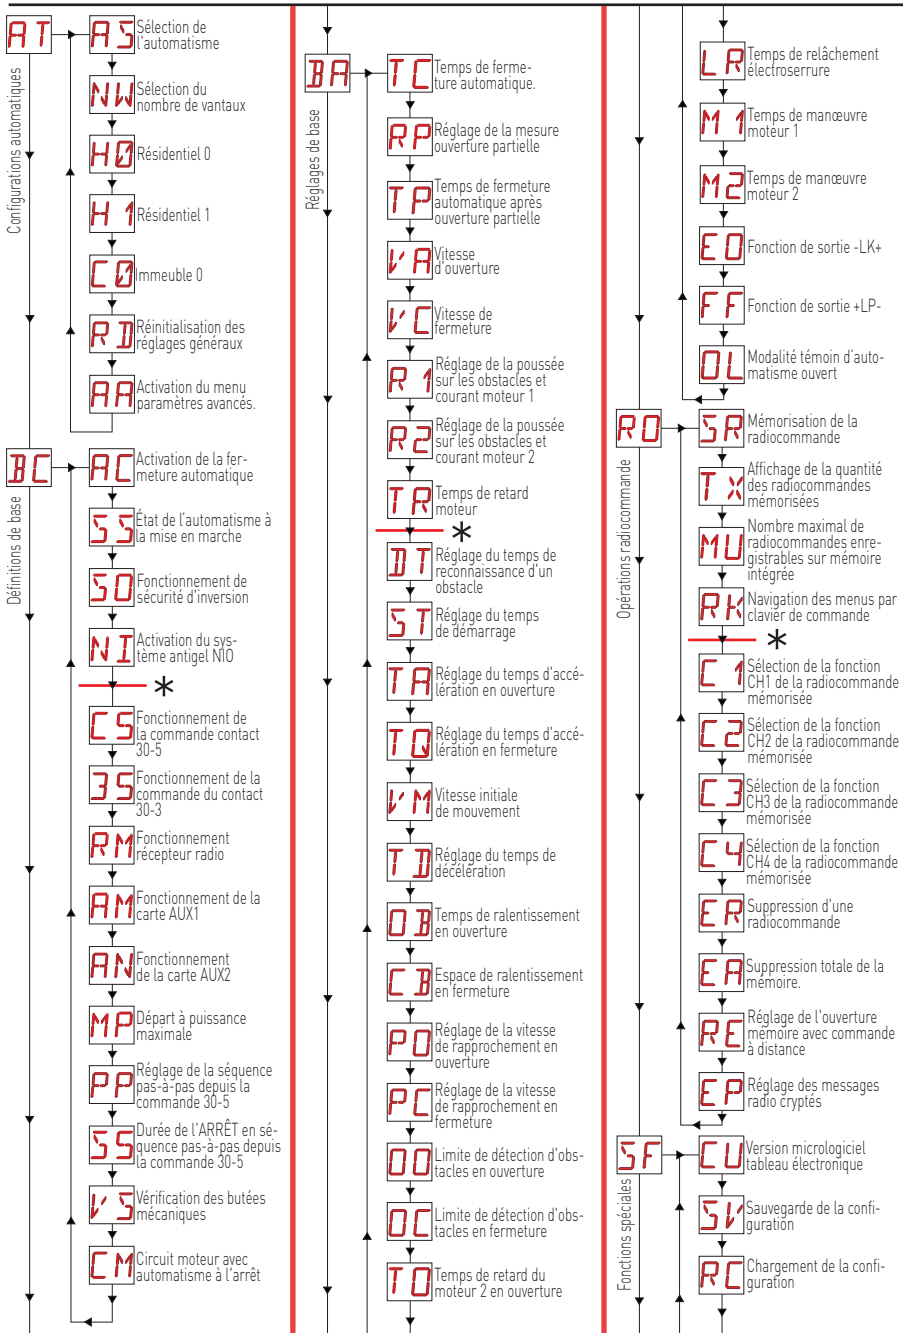 AT
Configurations automatiques
AS
Sélection de
l'automatisme
NW
Sélection du
nombre de vantaux
H0
Résidentiel 0
H1
Résidentiel 1
C0
Immeuble 0
RD
Réinitialisation des
réglages généraux
AA
Activation du menu
paramètres avancés.
BC
Définitions de base
AC
Activation de la fer-
meture automatique
SS
État de l'automatisme à
la mise en marche
SO
Fonctionnement de
sécurité d'inversion
NI
Activation du sys-
tème antigel NIO
*
CS
Fonctionnement de
la commande contact
30-5
3S
Fonctionnement de la
commande du contact
30-3
RM
Fonctionnement
récepteur radio
AM
Fonctionnement de la
carte AUX1
AN
Fonctionnement
de la carte AUX2
MP
Départ à puissance
maximale
PP
Réglage de la séquence
pas-à-pas depuis la
commande 30-5
SS
Durée de l'ARRÊT en sé-
quence pas-à-pas depuis
la commande 30-5
VS
Vérification des butées
mécaniques
CM
Circuit moteur avec
automatisme à l'arrêt
BA
Réglages de base
TC
Temps de ferme-
ture automatique.
RP
Réglage de la mesure
ouverture partielle
TP
Temps de fermeture
automatique après
ouverture partielle
VA
Vitesse
d'ouverture
VC
Vitesse de
fermeture
R1
Réglage de la poussée
sur les obstacles et
courant moteur 1
R2
Réglage de la poussée
sur les obstacles et
courant moteur 2
TR
Temps de retard
moteur
*
DT
Réglage du temps de
reconnaissance d'un
obstacle
ST
Réglage du temps
de démarrage
TA
Réglage du temps d'accé-
lération en ouverture
TQ
Réglage du temps d'accé-
lération en fermeture
VM
Vitesse initiale
de mouvement
TD
Réglage du temps de
décélération
OB
Temps de ralentissement
en ouverture
CB
Espace de ralentissement
en fermeture
PO
Réglage de la vitesse
de rapprochement en
ouverture
PC
Réglage de la vitesse
de rapprochement en
fermeture
OO
Limite de détection d'obs-
tacles en ouverture
OC
Limite de détection d'obs-
tacles en fermeture
TO
Temps de retard du
moteur 2 en ouverture
LR
Temps de relâchement
électroserrure
M1
Temps de manœuvre
moteur 1
M2
Temps de manœuvre
moteur 2
EO
Fonction de sortie -LK+
FF
Fonction de sortie +LP-
OL
Modalité témoin d'auto-
matisme ouvert
RO
Opérations radiocommande
SR
Mémorisation de la
radiocommande
TX
Affichage de la quantité
des radiocommandes
mémorisées
MU
Nombre maximal de
radiocommandes enre-
gistrables sur mémoire
intégrée
RK
Navigation des menus par
clavier de commande
*
C1
Sélection de la fonction
CH1 de la radiocommande
mémorisée
C2
Sélection de la fonction
CH2 de la radiocommande
mémorisée
C3
Sélection de la fonction
CH3 de la radiocommande
mémorisée
C4
Sélection de la fonction
CH4 de la radiocommande
mémorisée
ER
Suppression d'une
radiocommande
EA
Suppression totale de la
mémoire.
RE
Réglage de l'ouverture
mémoire avec commande
à distance
EP
Réglage des messages
radio cryptés
SF
Fonctions spéciales
CU
Version micrologiciel
tableau électronique
SV
Sauvegarde de la confi-
guration
RC
Chargement de la confi-
guration